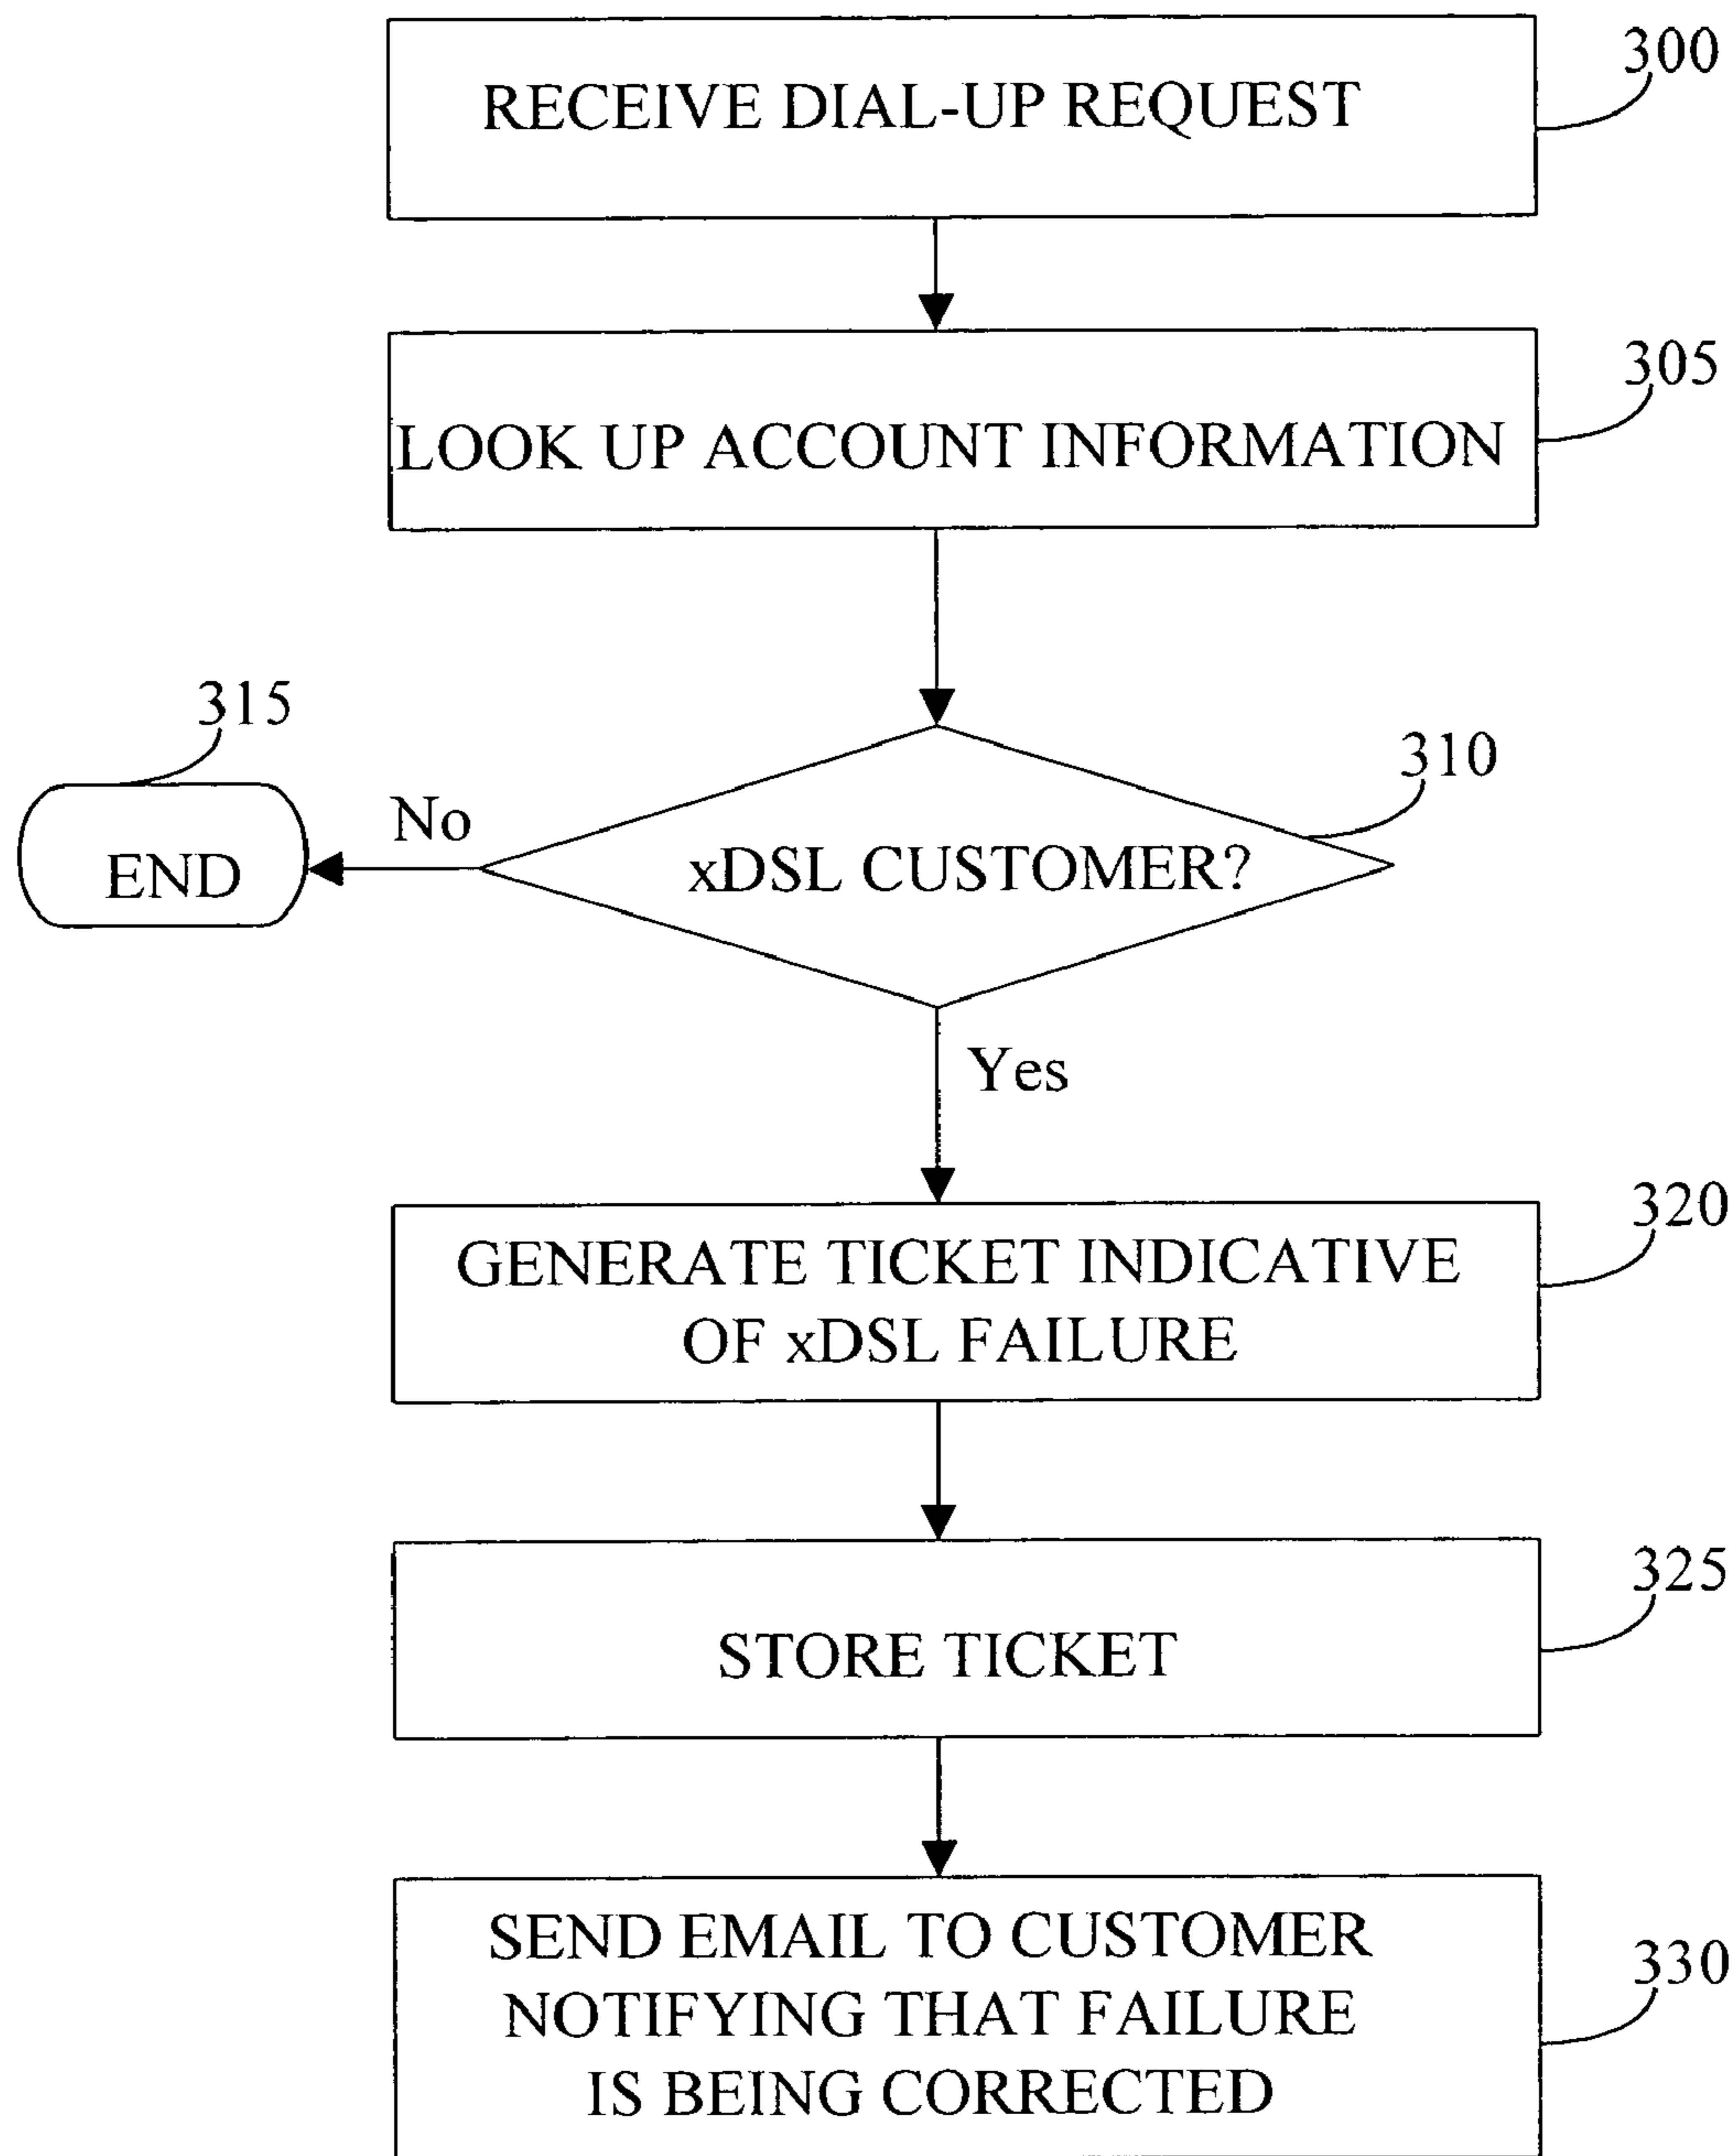 RECEIVE DIAL-UP REQUEST
300
LOOK UP ACCOUNT INFORMATION
305
315
310
No
END
xDSL CUSTOMER?
Yes
GENERATE TICKET INDICATIVE
OF xDSL FAILURE
320
STORE TICKET
325
SEND EMAIL TO CUSTOMER
NOTIFYING THAT FAILURE
IS BEING CORRECTED
330